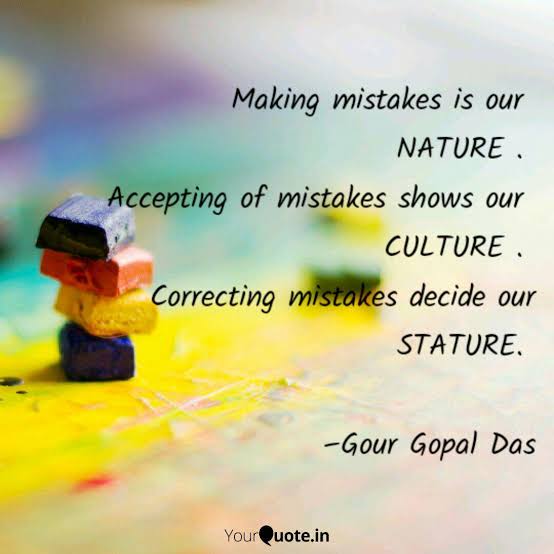 Making mistakes is our
NATURE .
Accepting of mistakes shows our
CULTURE .
Correcting mistakes decide our
STATURE.
–Gour Gopal Das
YourQuote.in